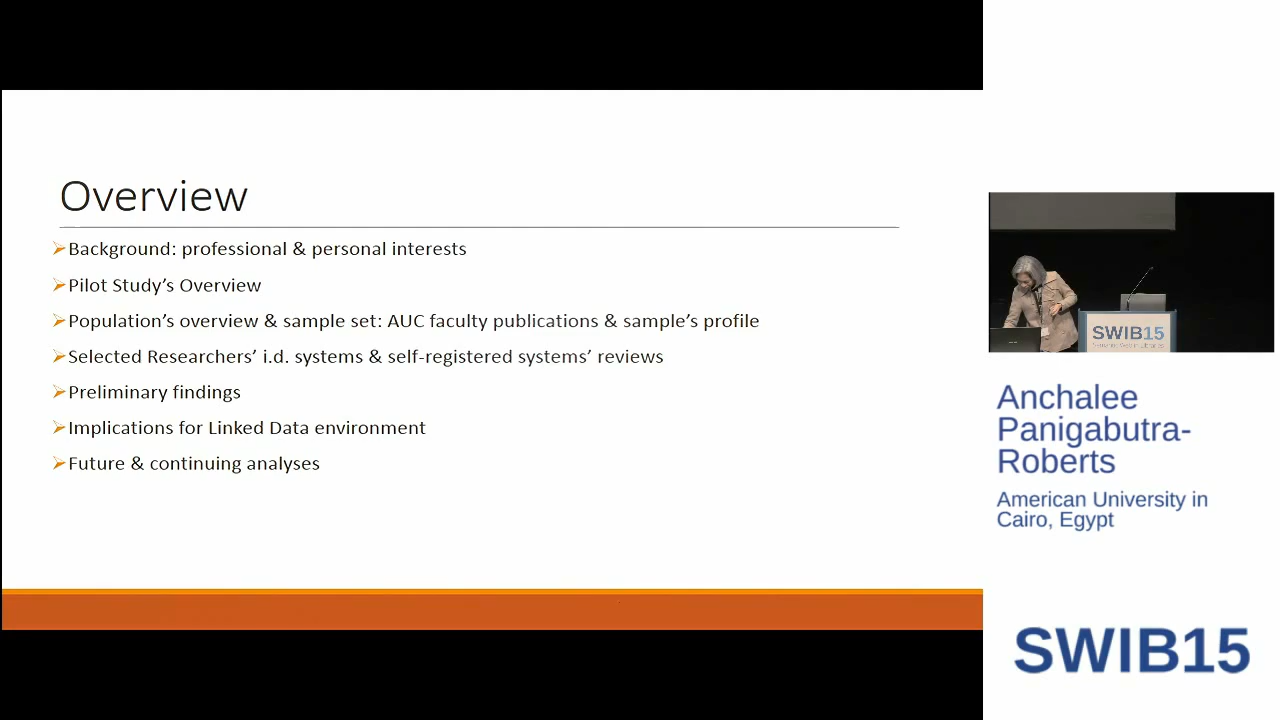 Overview
Background: professional & personal interests
Pilot Study’s Overview
Population’s overview & sample set: AUC faculty publications & sample’s profile
Selected Researchers’ i.d. systems & self-registered systems’ reviews
Preliminary findings
Implications for Linked Data environment
Future & continuing analyses
SWIB15
Anchalee
Panigabutra-
Roberts
American University in
Cairo, Egypt
SWIB15